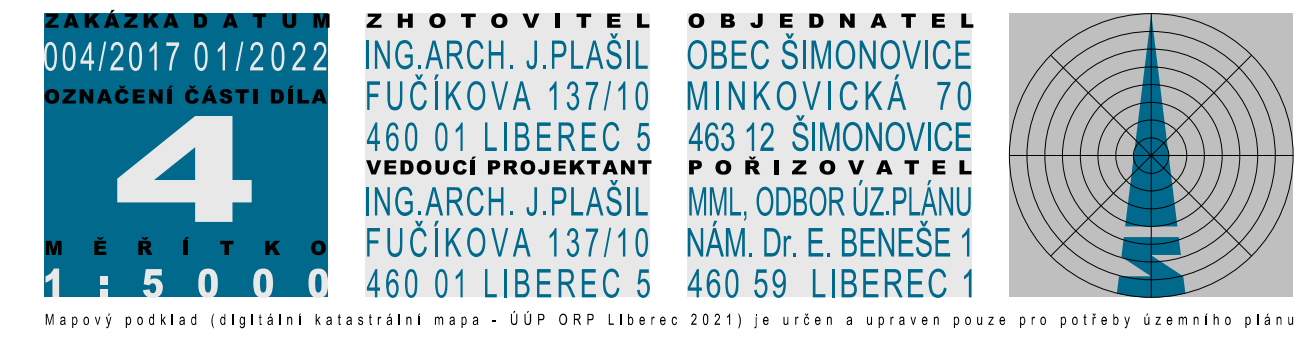 ZAKÁZKA DATUM
004/2017 01/2022
OZNAČENÍ ČÁSTI DÍLA
4
MĚŘÍTKO
1:5000
ZHOTOVITEL
ING.ARCH. J.PLAŠIL
FUČÍKOVA 137/10
460 01 LIBEREC 5
VEDOUCÍ PROJEKTANT
ING.ARCH. J.PLAŠIL
FUČÍKOVA 137/10
460 01 LIBEREC 5
OBJEDNATEL
OBEC ŠIMONOVICE
MINKOVICKÁ 70
463 12 ŠIMONOVICE
POŘIZOVATEL
MML, ODBOR ÚZ.PLÁNU
NÁM. Dr. E. BENEŠE 1
460 59 LIBEREC 1
S
Mapový podklad (digitální katastrální mapa - ÚÚP ORP Liberec 2021) je určen a upraven pouze pro potřeby územního plánu